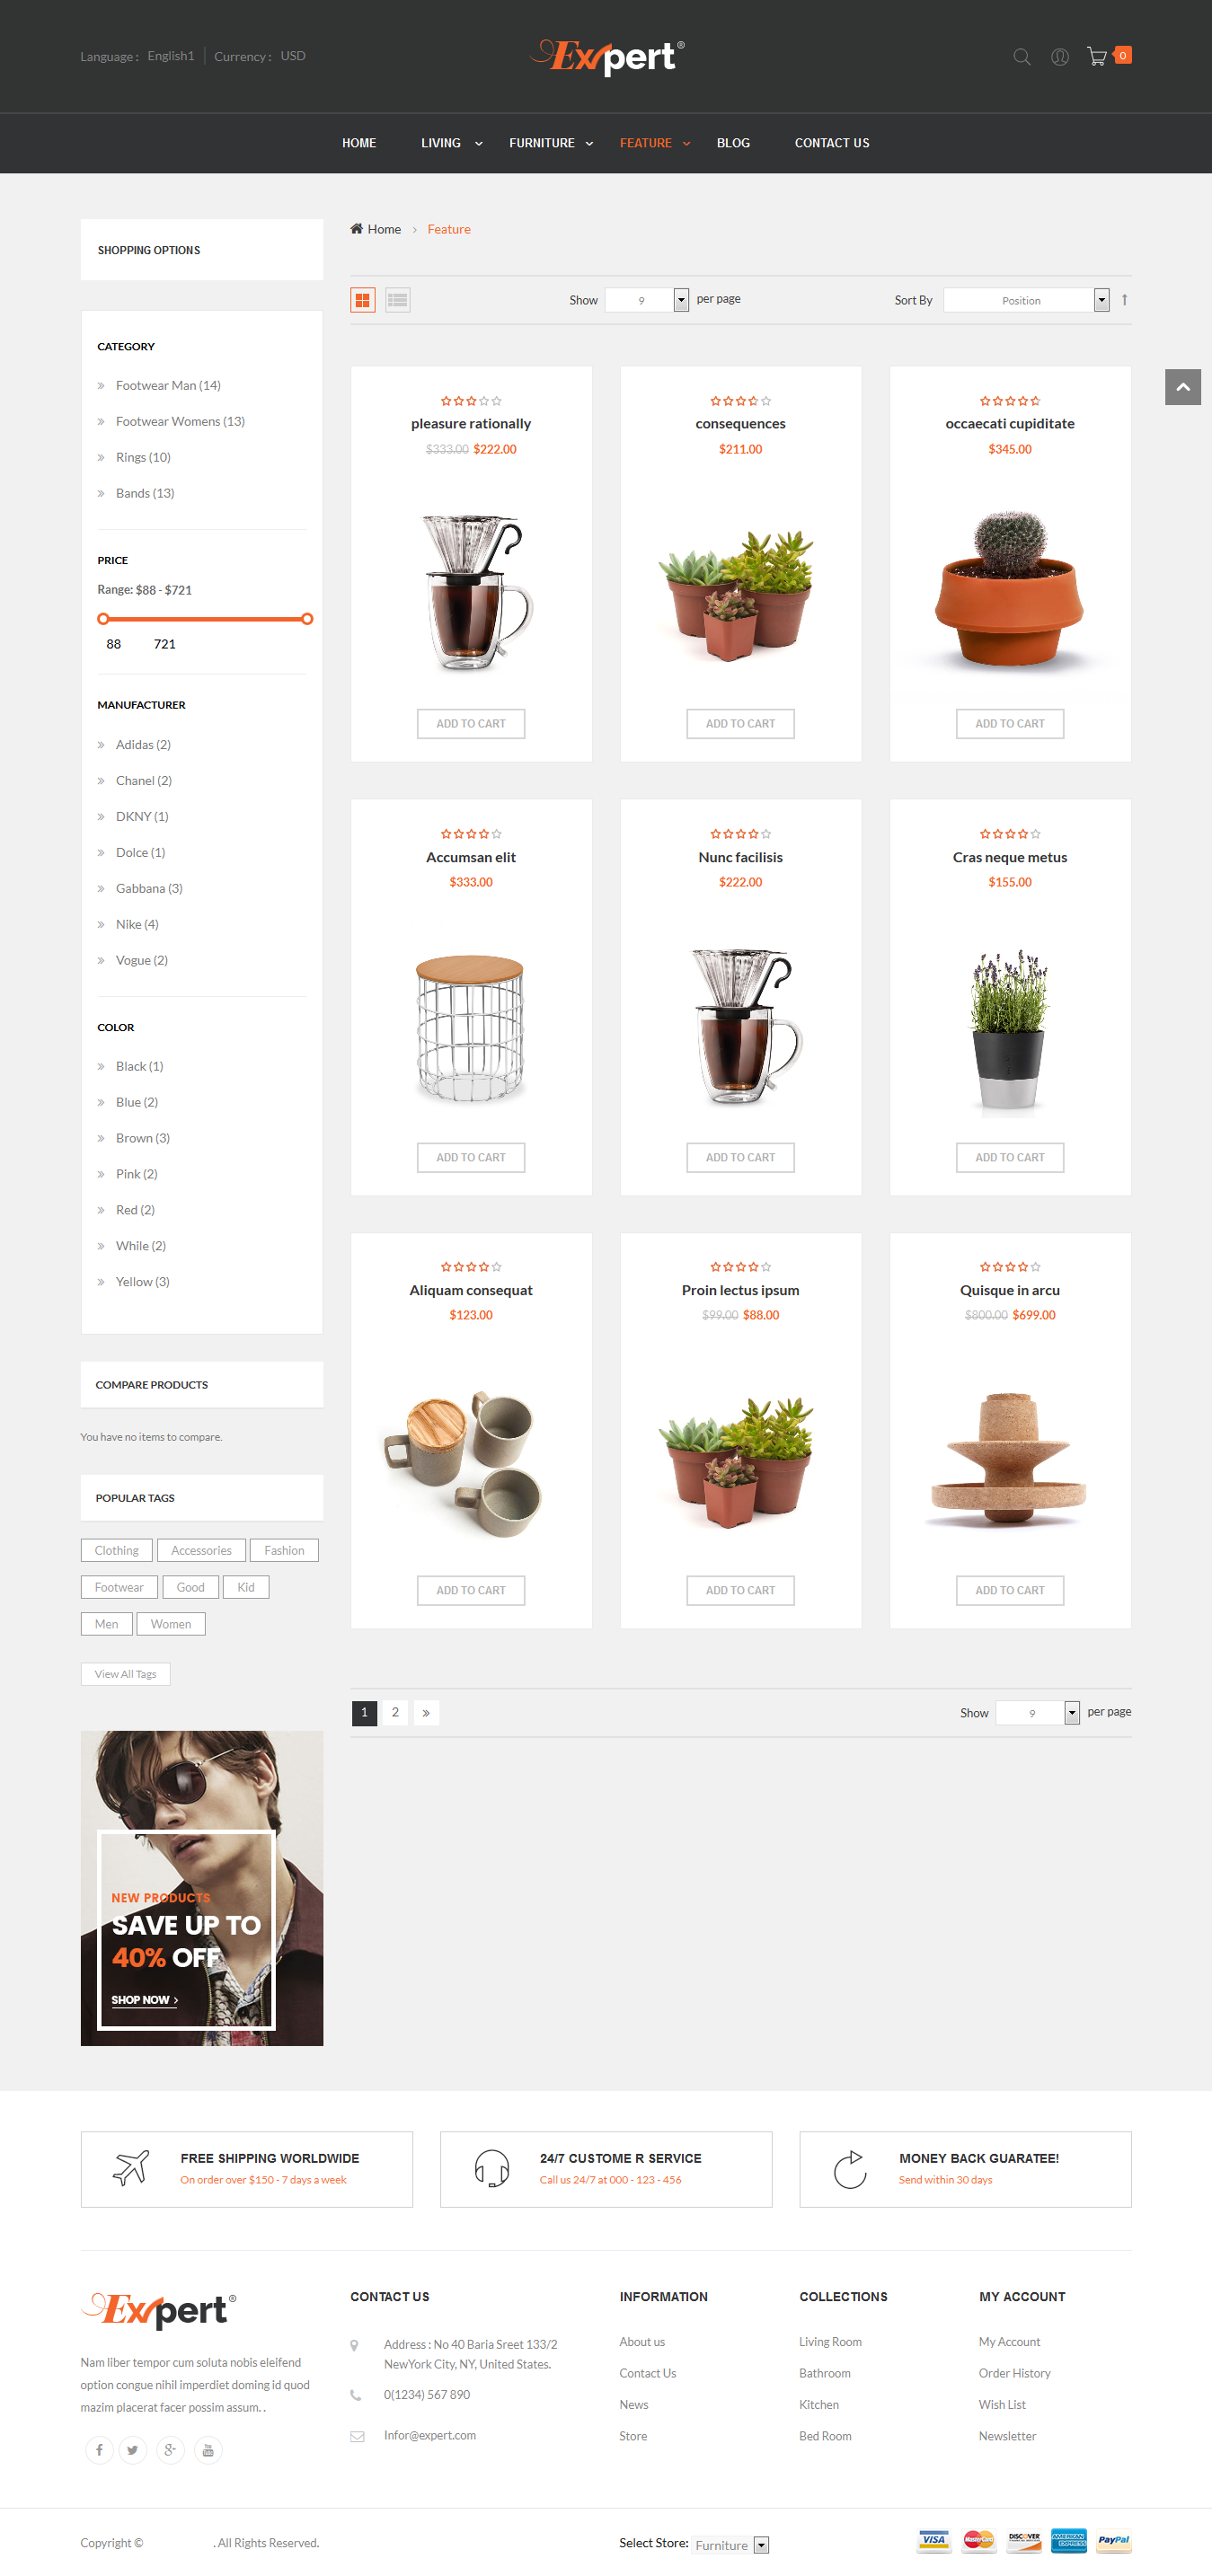 Language : English1 Currency : USD
Expert®
0
HOME LIVING FURNITURE FEATURE BLOG CONTACT US
SHOPPING OPTIONS
CATEGORY
Footwear Man (14)
Footwear Womens (13)
Rings (10)
Bands (13)
PRICE
Range: $88 - $721
88 721
MANUFACTURER
Adidas (2)
Chanel (2)
DKNY (1)
Dolce (1)
Gabbana (3)
Nike (4)
Vogue (2)
COLOR
Black (1)
Blue (2)
Brown (3)
Pink (2)
Red (2)
While (2)
Yellow (3)
COMPARE PRODUCTS
You have no items to compare.
POPULAR TAGS
Clothing Accessories Fashion
Footwear Good Kid
Men Women
View All Tags
NEW PRODUCTS
SAVE UP TO
40% OFF
SHOP NOW >
Home > Feature
Show 9 per page Sort By Position
pleasure rationally
$333.00 $222.00
ADD TO CART
consequences
$211.00
ADD TO CART
occaecati cupiditate
$345.00
ADD TO CART
Accumsan elit
$333.00
ADD TO CART
Nunc facilisis
$222.00
ADD TO CART
Cras neque metus
$155.00
ADD TO CART
Aliquam consequat
$123.00
ADD TO CART
Proin lectus ipsum
$99.00 $88.00
ADD TO CART
Quisque in arcu
$800.00 $699.00
ADD TO CART
1 2 »
Show 9 per page
FREE SHIPPING WORLDWIDE
On order over $150 - 7 days a week
24/7 CUSTOME R SERVICE
Call us 24/7 at 000 - 123 - 456
MONEY BACK GUARATEE!
Send within 30 days
Expert®
Nam liber tempor cum soluta nobis eleifend
option congue nihil imperdiet doming id quod
mazim placerat facer possim assum. .
CONTACT US
Address : No 40 Baria Sreet 133/2
NewYork City, NY, United States.
0(1234) 567 890
Infor@expert.com
INFORMATION
About us
Contact Us
News
Store
COLLECTIONS
Living Room
Bathroom
Kitchen
Bed Room
MY ACCOUNT
My Account
Order History
Wish List
Newsletter
Copyright © . All Rights Reserved.
Select Store: Furniture
VISA MasterCard DISCOVER AMERICAN EXPRESS PayPal